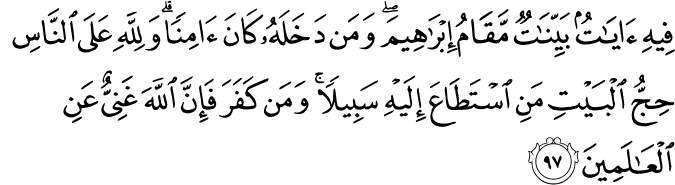 فِيهِ ءَايَٰتٌۢ بَيِّنَٰتٌ مَّقَامُ إِبْرَٰهِيمَ ۖ وَمَن دَخَلَهُۥ كَانَ ءَامِنًا ۗ وَلِلَّهِ عَلَى ٱلنَّاسِ
حِجُّ ٱلْبَيْتِ مَنِ ٱسْتَطَاعَ إِلَيْهِ سَبِيلًا ۚ وَمَن كَفَرَ فَإِنَّ ٱللَّهَ غَنِىٌّ عَنِ
ٱلْعَٰلَمِينَ ٩٧